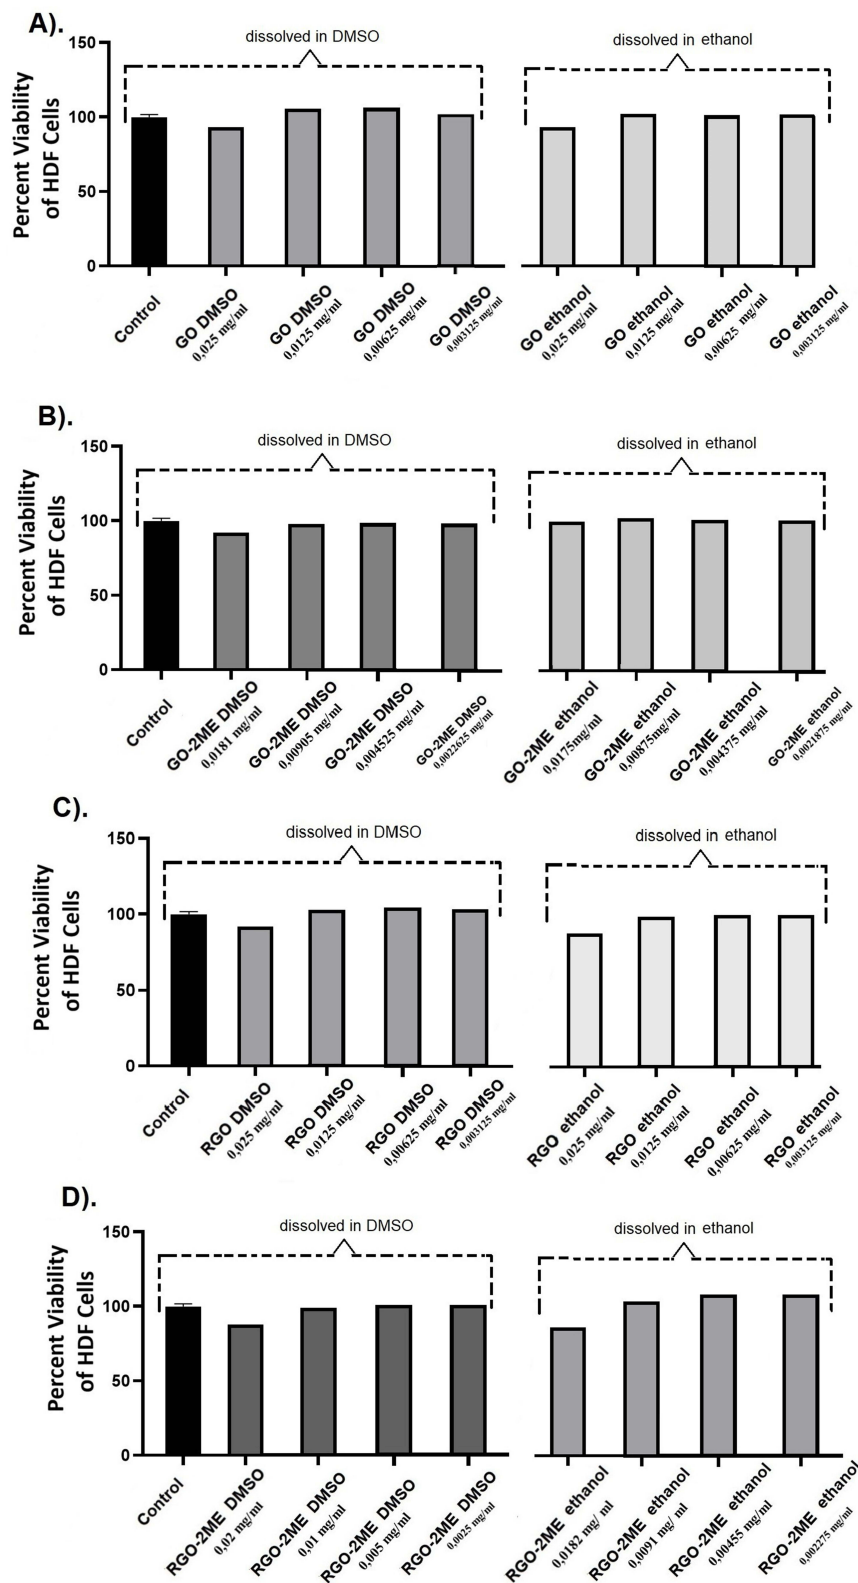 A).
dissolved in DMSO
dissolved in ethanol
Percent Viability
of HDF Cells
150
100
50
0
Control
GO DMSO
0,025 mg/ml
GO DMSO
0,0125 mg/ml
GO DMSO
0,00625 mg/ml
GO DMSO
0,003125 mg/ml
GO ethanol
0,025 mg/ml
GO ethanol
0,0125 mg/ml
GO ethanol
0,00625 mg/ml
GO ethanol
0,003125 mg/ml
B).
dissolved in DMSO
dissolved in ethanol
Percent Viability
of HDF Cells
150
100
50
0
Control
GO-2ME DMSO
0,0181 mg/ml
GO-2ME DMSO
0,00905 mg/ml
GO-2ME DMSO
0,004525 mg/ml
GO-2ME DMSO
0,0022625 mg/ml
GO-2ME ethanol
0,0175mg/ml
GO-2ME ethanol
0,00875mg/ml
GO-2ME ethanol
0,004375 mg/ml
GO-2ME ethanol
0,0021875 mg/ml
C).
dissolved in DMSO
dissolved in ethanol
Percent Viability
of HDF Cells
150
100
50
0
Control
RGO DMSO
0,025 mg/ml
RGO DMSO
0,0125 mg/ml
RGO DMSO
0,00625 mg/ml
RGO DMSO
0,003125 mg/ml
RGO ethanol
0,025 mg/ml
RGO ethanol
0,0125 mg/ml
RGO ethanol
0,00625 mg/ml
RGO ethanol
0,003125 mg/ml
D).
dissolved in DMSO
dissolved in ethanol
Percent Viability
of HDF Cells
150
100
50
0
Control
RGO-2ME DMSO
0,02 mg/ml
RGO-2ME DMSO
0,01 mg/ml
RGO-2ME DMSO
0,005 mg/ml
RGO-2ME DMSO
0,0025 mg/ml
RGO-2ME ethanol
0,0182 mg/ml
RGO-2ME ethanol
0,0091 mg/ ml
RGO-2ME ethanol
0,00455 mg/ml
RGO-2ME ethanol
0,002275 mg/ml